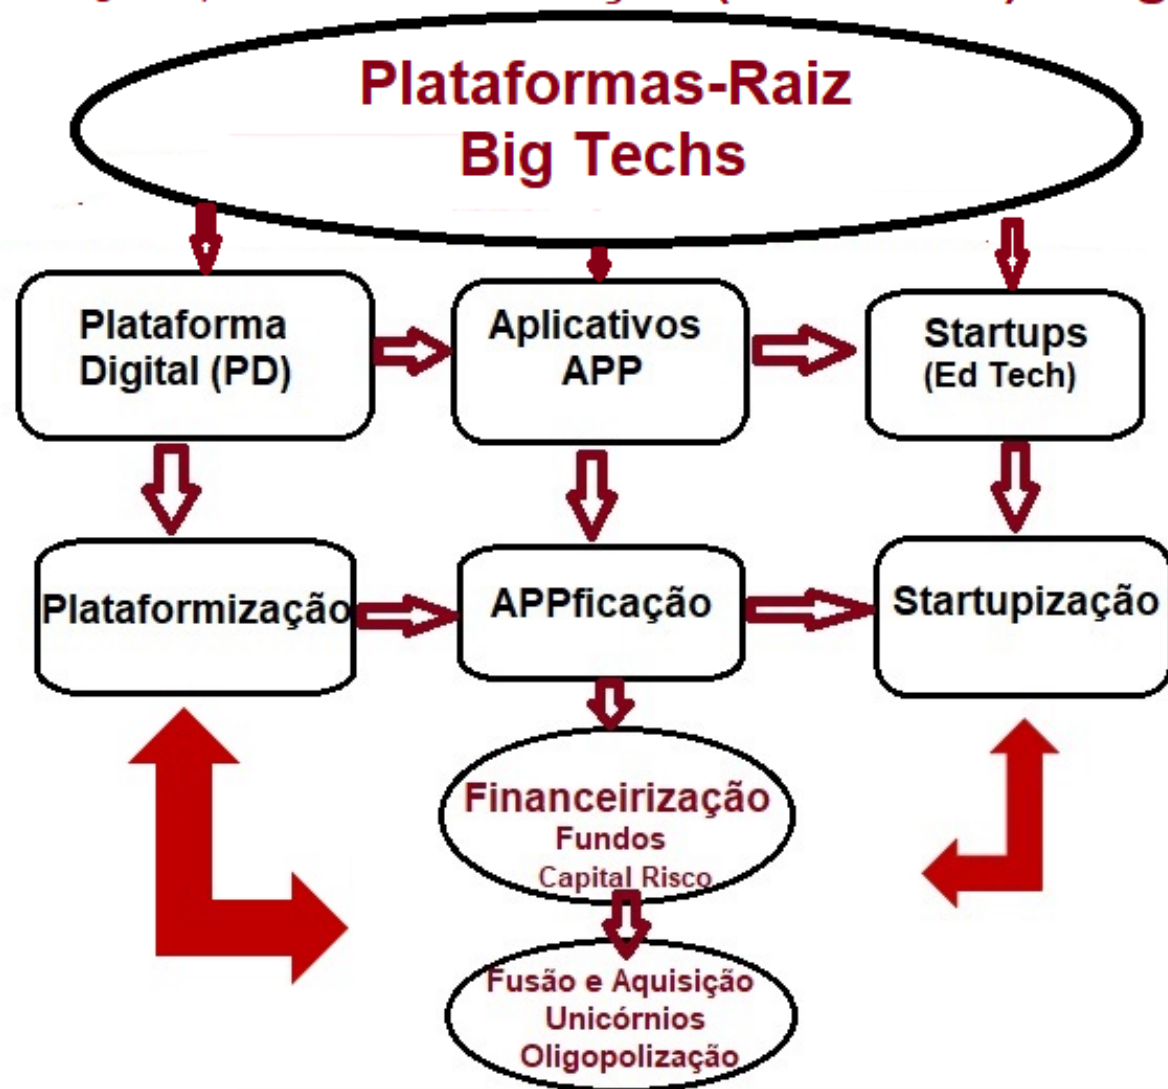 Plataformas-Raiz
Big Techs
Plataforma
Digital (PD)
Aplicativos
APP
Startups
(Ed Tech)
Plataformização
APPficação
Startupização
Financeirização
Fundos
Capital Risco
Fusão e Aquisição
Unicórnios
Oligopolização